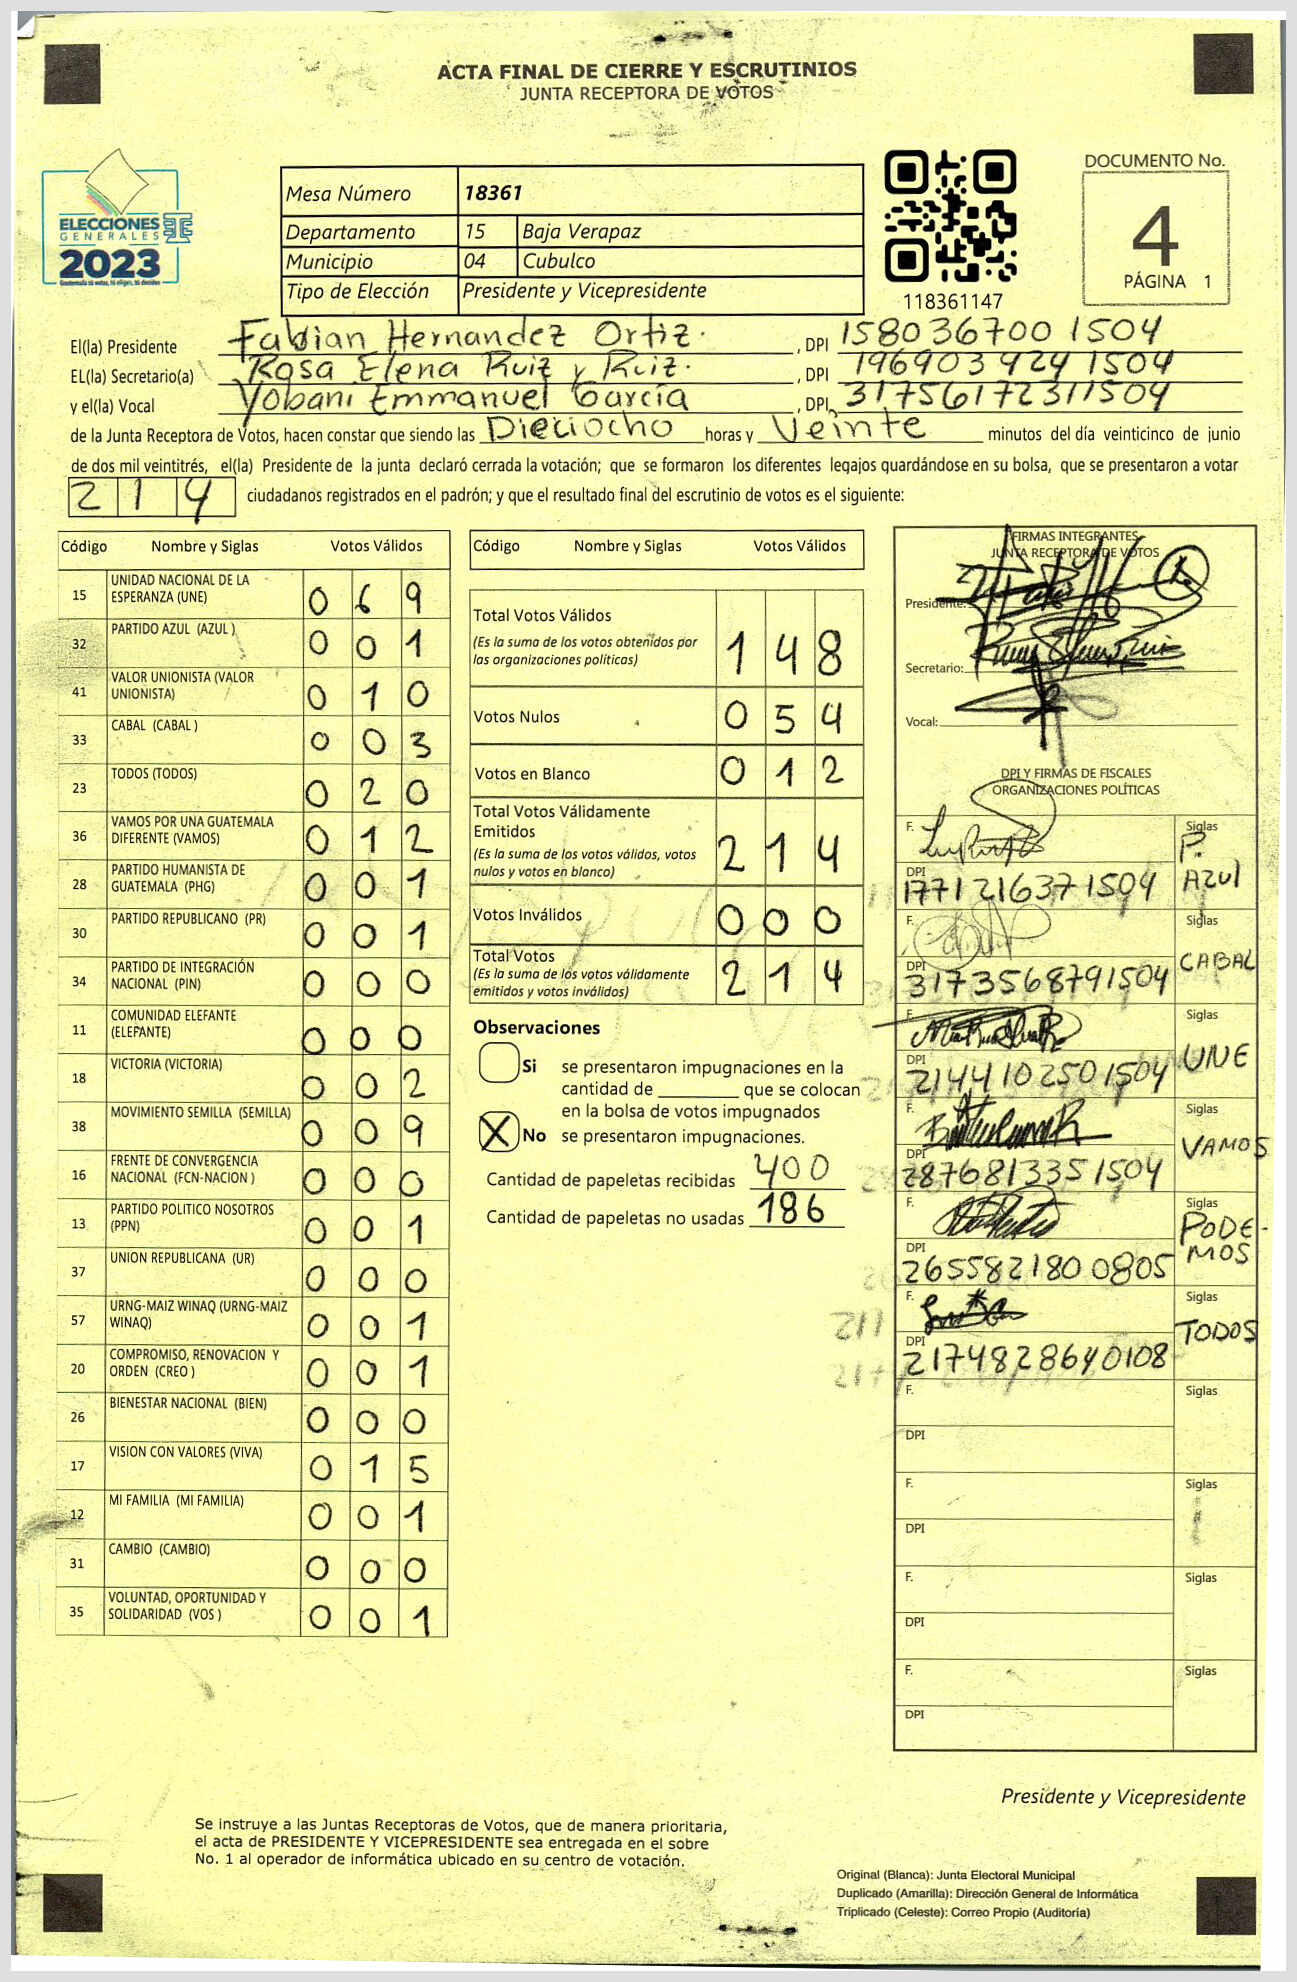 ACTA FINAL DE CIERRE Y ESCRUTINIOS
JUNTA RECEPTORA DE VOTOS
ELECCIONES
GENERALES
2023
Mesa Número 18361
Departamento 15 Baja Verapaz
Municipio 04 Cubulco
Tipo de Elección Presidente y Vicepresidente
118361147
DOCUMENTO No.
4
PÁGINA 1
El(la) Presidente Fabian Hernandez Ortiz. , DPI 158036700 1504
EL(la) Secretario(a) Rosa Elena Ruiz y Ruiz. , DPI 196903424 1504
y el(la) Vocal Yobani Emmanuel García , DPI 3175617231504
de la Junta Receptora de Votos, hacen constar que siendo las Dieciocho horas y Veinte minutos del día veinticinco de junio
de dos mil veintitrés, el(la) Presidente de la junta declaró cerrada la votación; que se formaron los diferentes legajos guardándose en su bolsa, que se presentaron a votar
214 ciudadanos registrados en el padrón; y que el resultado final del escrutinio de votos es el siguiente:
Código Nombre y Siglas Votos Válidos
15 UNIDAD NACIONAL DE LA ESPERANZA (UNE) 0 6 9
32 PARTIDO AZUL (AZUL ) 0 0 1
41 VALOR UNIONISTA (VALOR UNIONISTA) 0 1 0
33 CABAL (CABAL ) 0 0 3
23 TODOS (TODOS) 0 2 0
36 VAMOS POR UNA GUATEMALA DIFERENTE (VAMOS) 0 1 2
28 PARTIDO HUMANISTA DE GUATEMALA (PHG) 0 0 1
30 PARTIDO REPUBLICANO (PR) 0 0 1
34 PARTIDO DE INTEGRACIÓN NACIONAL (PIN) 0 0 0
11 COMUNIDAD ELEFANTE (ELEFANTE) 0 0 0
18 VICTORIA (VICTORIA) 0 0 2
38 MOVIMIENTO SEMILLA (SEMILLA) 0 0 9
16 FRENTE DE CONVERGENCIA NACIONAL (FCN-NACION ) 0 0 0
13 PARTIDO POLITICO NOSOTROS (PPN) 0 0 1
37 UNION REPUBLICANA (UR) 0 0 0
57 URNG-MAIZ WINAQ (URNG-MAIZ WINAQ) 0 0 1
20 COMPROMISO, RENOVACION Y ORDEN (CREO ) 0 0 1
26 BIENESTAR NACIONAL (BIEN) 0 0 0
17 VISION CON VALORES (VIVA) 0 1 5
12 MI FAMILIA (MI FAMILIA) 0 0 1
31 CAMBIO (CAMBIO) 0 0 0
35 VOLUNTAD, OPORTUNIDAD Y SOLIDARIDAD (VOS ) 0 0 1
Código Nombre y Siglas Votos Válidos
Total Votos Válidos
(Es la suma de los votos obtenidos por las organizaciones políticas) 1 4 8
Votos Nulos 0 5 4
Votos en Blanco 0 1 2
Total Votos Válidamente Emitidos
(Es la suma de los votos válidos, votos nulos y votos en blanco) 2 1 4
Votos Inválidos 0 0 0
Total Votos
(Es la suma de los votos válidamente emitidos y votos inválidos) 2 1 4
Observaciones
Si se presentaron impugnaciones en la
cantidad de ________ que se colocan
en la bolsa de votos impugnados
X No se presentaron impugnaciones.
Cantidad de papeletas recibidas 400
Cantidad de papeletas no usadas 186
FIRMAS INTEGRANTES
JUNTA RECEPTORA DE VOTOS
Presidente:
Secretario:
Vocal:
DPI Y FIRMAS DE FISCALES
ORGANIZACIONES POLÍTICAS
F. Siglas P. Azul
DPI 177121637 1504
F. Siglas CABAL
DPI 3173568791504
F. Siglas UNE
DPI 2144102501504
F. Siglas VAMOS
DPI 2876813351504
F. Siglas PODE-MOS
DPI 2655821800805
F. Siglas TODOS
DPI 2174828640108
F. Siglas
DPI
F. Siglas
DPI
F. Siglas
DPI
F. Siglas
DPI
Presidente y Vicepresidente
Se instruye a las Juntas Receptoras de Votos, que de manera prioritaria,
el acta de PRESIDENTE Y VICEPRESIDENTE sea entregada en el sobre
No. 1 al operador de informática ubicado en su centro de votación.
Original (Blanca): Junta Electoral Municipal
Duplicado (Amarilla): Dirección General de Informática
Triplicado (Celeste): Correo Propio (Auditoría)